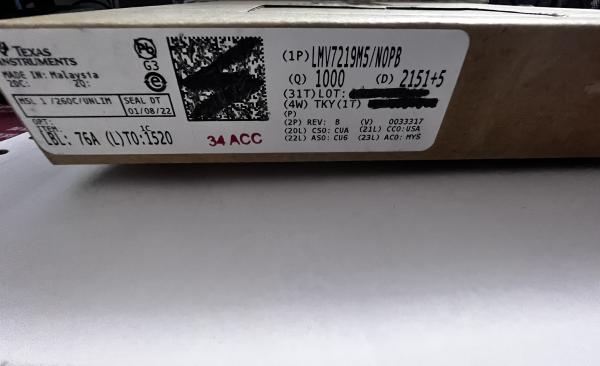 TEXAS
INSTRUMENTS
MADE IN: Malaysia
2DC: 2Q:
G3
MSL 1 /260C/UNLIM
SEAL DT
01/08/22
OPT:
ITEM:
1C
LBL: 76A (L)TO:1520
34 ACC
(1P) LMV7219M5/NOPB
(Q) 1000 (D) 2151+5
(31T) LOT:
(4W) TKY(1T)
(P)
(2P) REV: B (V) 0033317
(20L) CSO: CUA (21L) CCO:USA
(22L) ASO: CU6 (23L) ACO: MYS